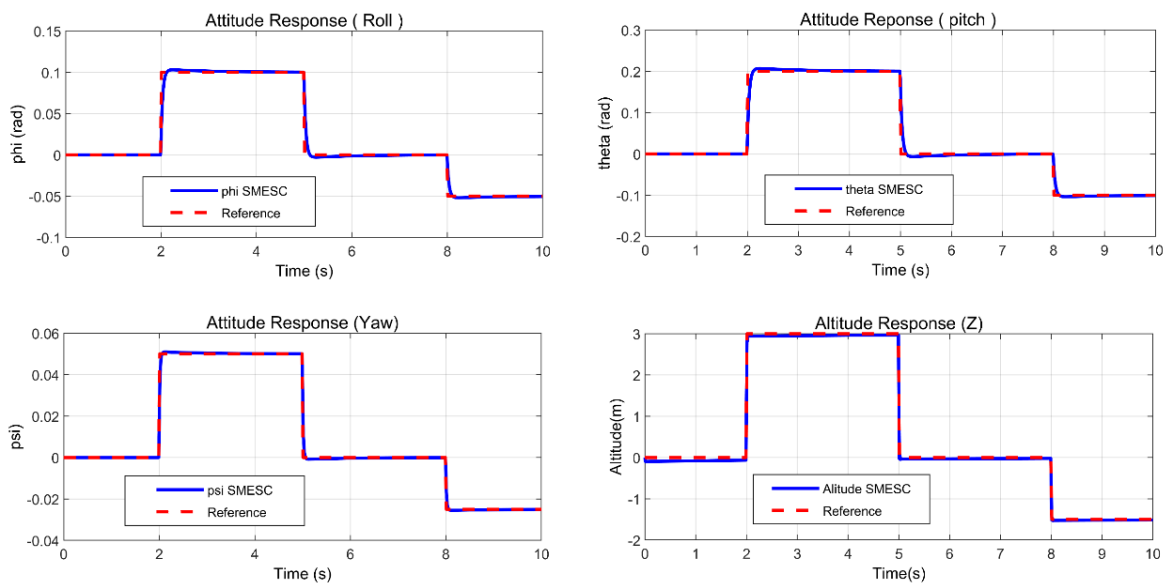 Attitude Response ( Roll )
0.15
0.1
0.05
0
-0.05
-0.1
phi (rad)
phi SMESC
Reference
0 2 4 6 8 10
Time (s)
Attitude Reponse ( pitch )
0.3
0.2
0.1
0
-0.1
-0.2
theta (rad)
theta SMESC
Reference
0 1 2 3 4 5 6 7 8 9 10
Time (s)
Attitude Response (Yaw)
0.06
0.04
0.02
0
-0.02
-0.04
psi)
psi SMESC
Reference
0 2 4 6 8 10
Time (s)
Altitude Response (Z)
3
2
1
0
-1
-2
Altitude(m)
Alitude SMESC
Reference
0 1 2 3 4 5 6 7 8 9 10
Time(s)